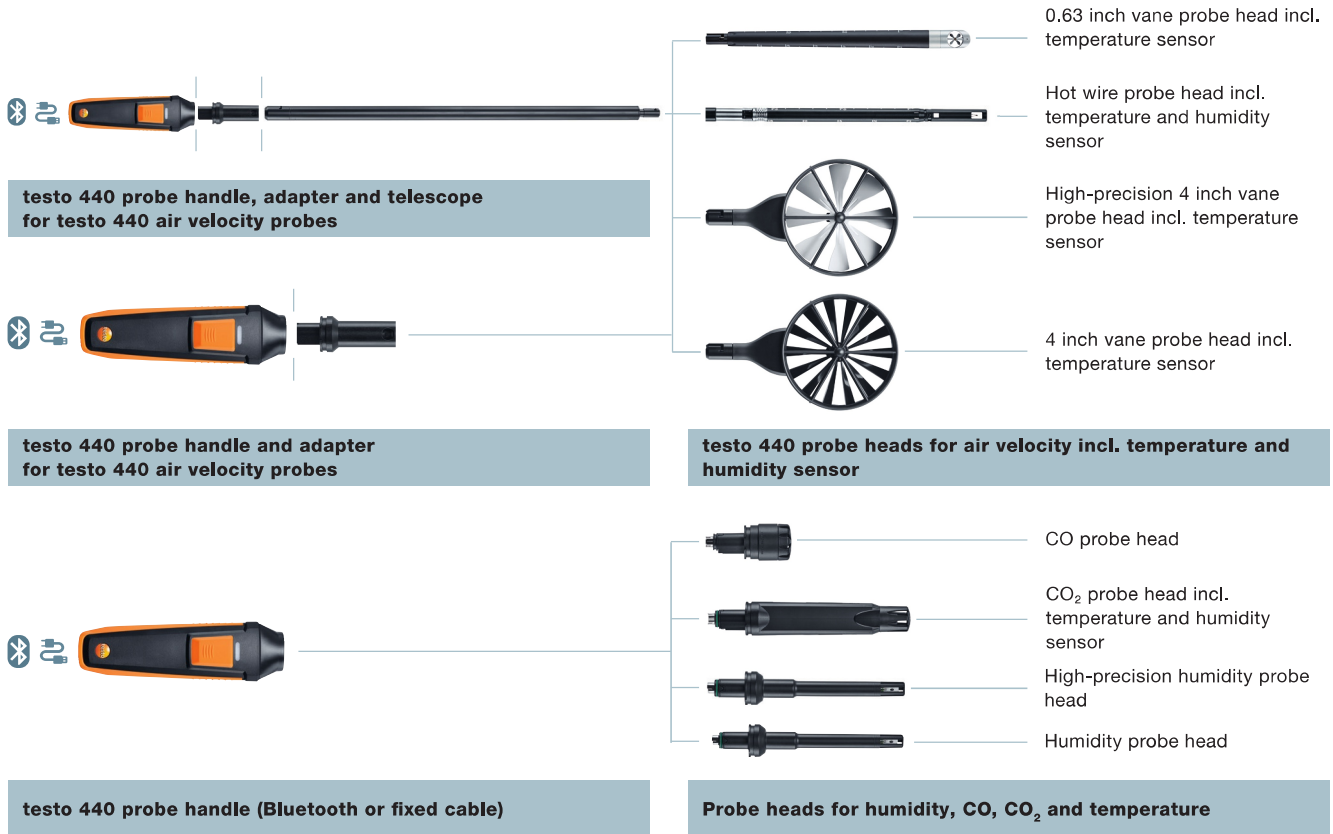 0.63 inch vane probe head incl.
temperature sensor
Hot wire probe head incl.
temperature and humidity
sensor
testo 440 probe handle, adapter and telescope
for testo 440 air velocity probes
High-precision 4 inch vane
probe head incl. temperature
sensor
4 inch vane probe head incl.
temperature sensor
testo 440 probe handle and adapter
for testo 440 air velocity probes
testo 440 probe heads for air velocity incl. temperature and
humidity sensor
CO probe head
CO₂ probe head incl.
temperature and humidity
sensor
High-precision humidity probe
head
Humidity probe head
testo 440 probe handle (Bluetooth or fixed cable)
Probe heads for humidity, CO, CO₂ and temperature